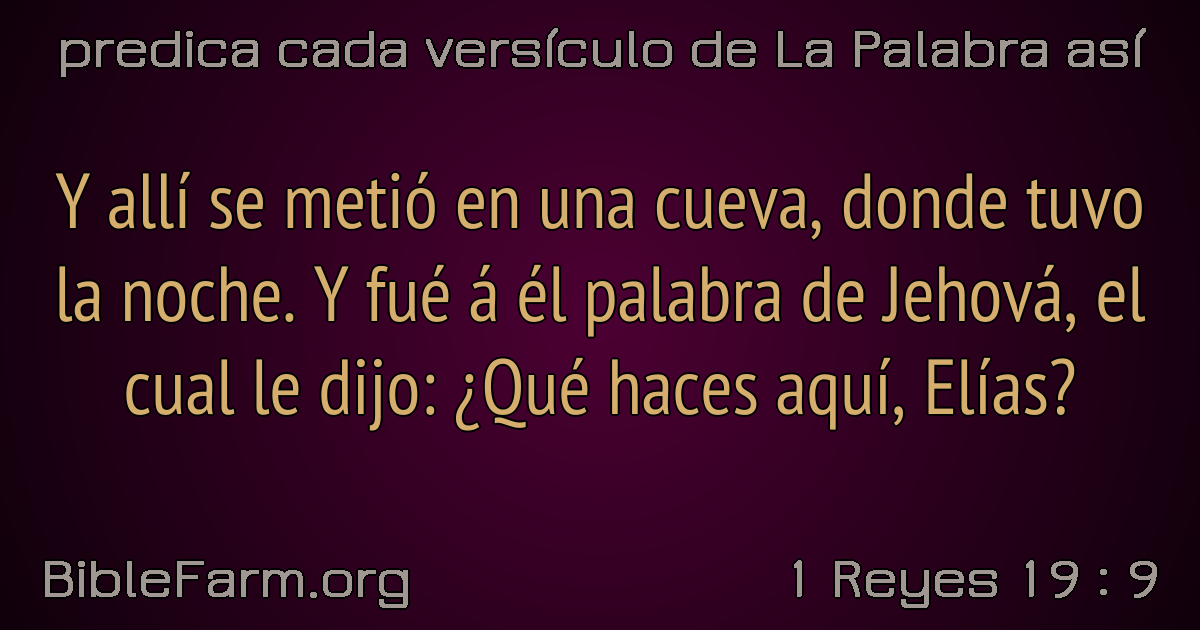 predica cada versículo de La Palabra así
Y allí se metió en una cueva, donde tuvo
la noche. Y fué á él palabra de Jehová, el
cual le dijo: ¿Qué haces aquí, Elías?
BibleFarm.org
1 Reyes 19 : 9